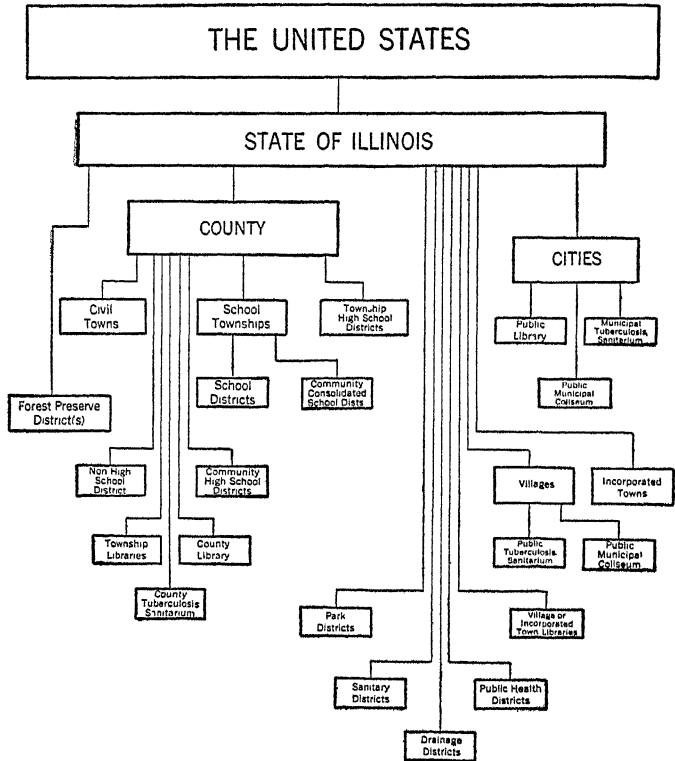 THE UNITED STATES
STATE OF ILLINOIS
COUNTY
CITIES
Civil
Towns
School
Townships
Township
High School
Districts
Public
Library
Municipal
Tuberculosis
Sanitarium
Public
Municipal
Coliseum
Forest Preserve
District(s)
School
Districts
Community
Consolidated
School Dists
Non High
School
District
Community
High School
Districts
Villages
Incorporated
Towns
Township
Libraries
County
Library
Public
Tuberculosis
Sanitarium
Public
Municipal
Coliseum
County
Tuberculosis
Sanitarium
Park
Districts
Village or
Incorporated
Town Libraries
Sanitary
Districts
Public Health
Districts
Drainage
Districts